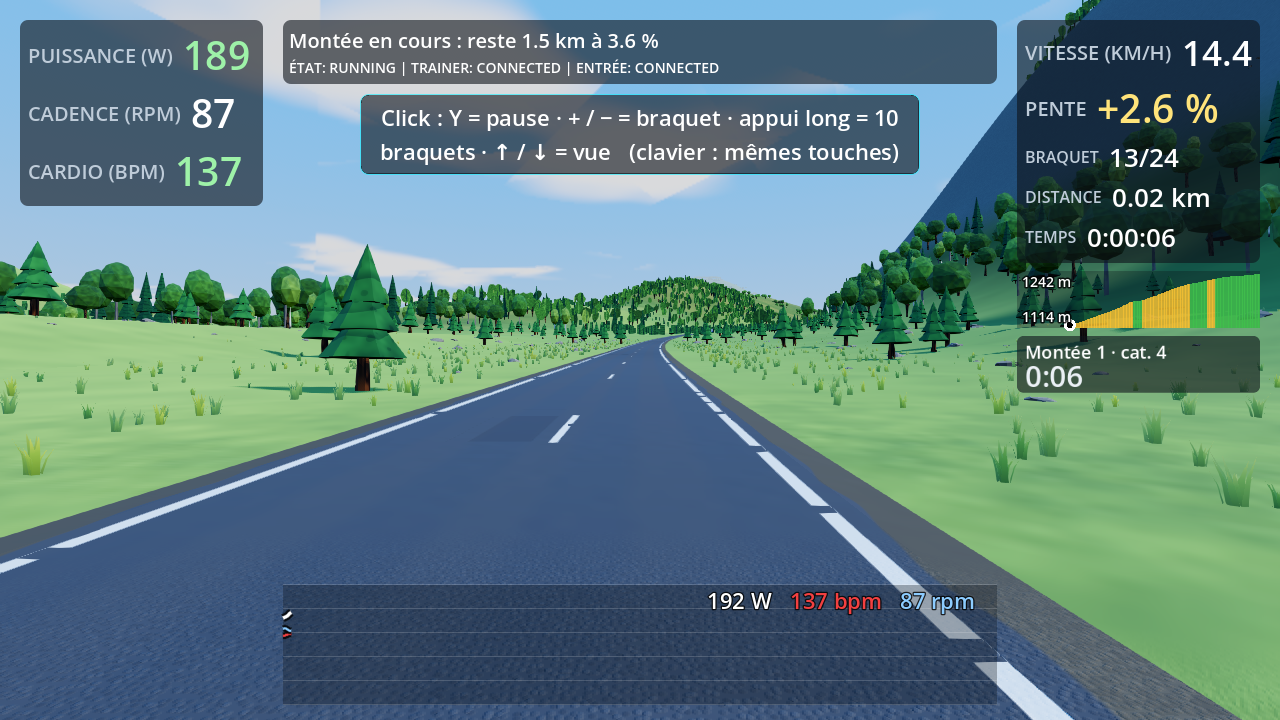 PUISSANCE (W) 189
CADENCE (RPM) 87
CARDIO (BPM) 137
Montée en cours : reste 1.5 km à 3.6 %
ÉTAT: RUNNING | TRAINER: CONNECTED | ENTRÉE: CONNECTED
Click : Y = pause · + / − = braquet · appui long = 10
braquets · ↑ / ↓ = vue (clavier : mêmes touches)
VITESSE (KM/H) 14.4
PENTE +2.6 %
BRAQUET 13/24
DISTANCE 0.02 km
TEMPS 0:00:06
1242 m
1114 m
Montée 1 · cat. 4
0:06
192 W 137 bpm 87 rpm